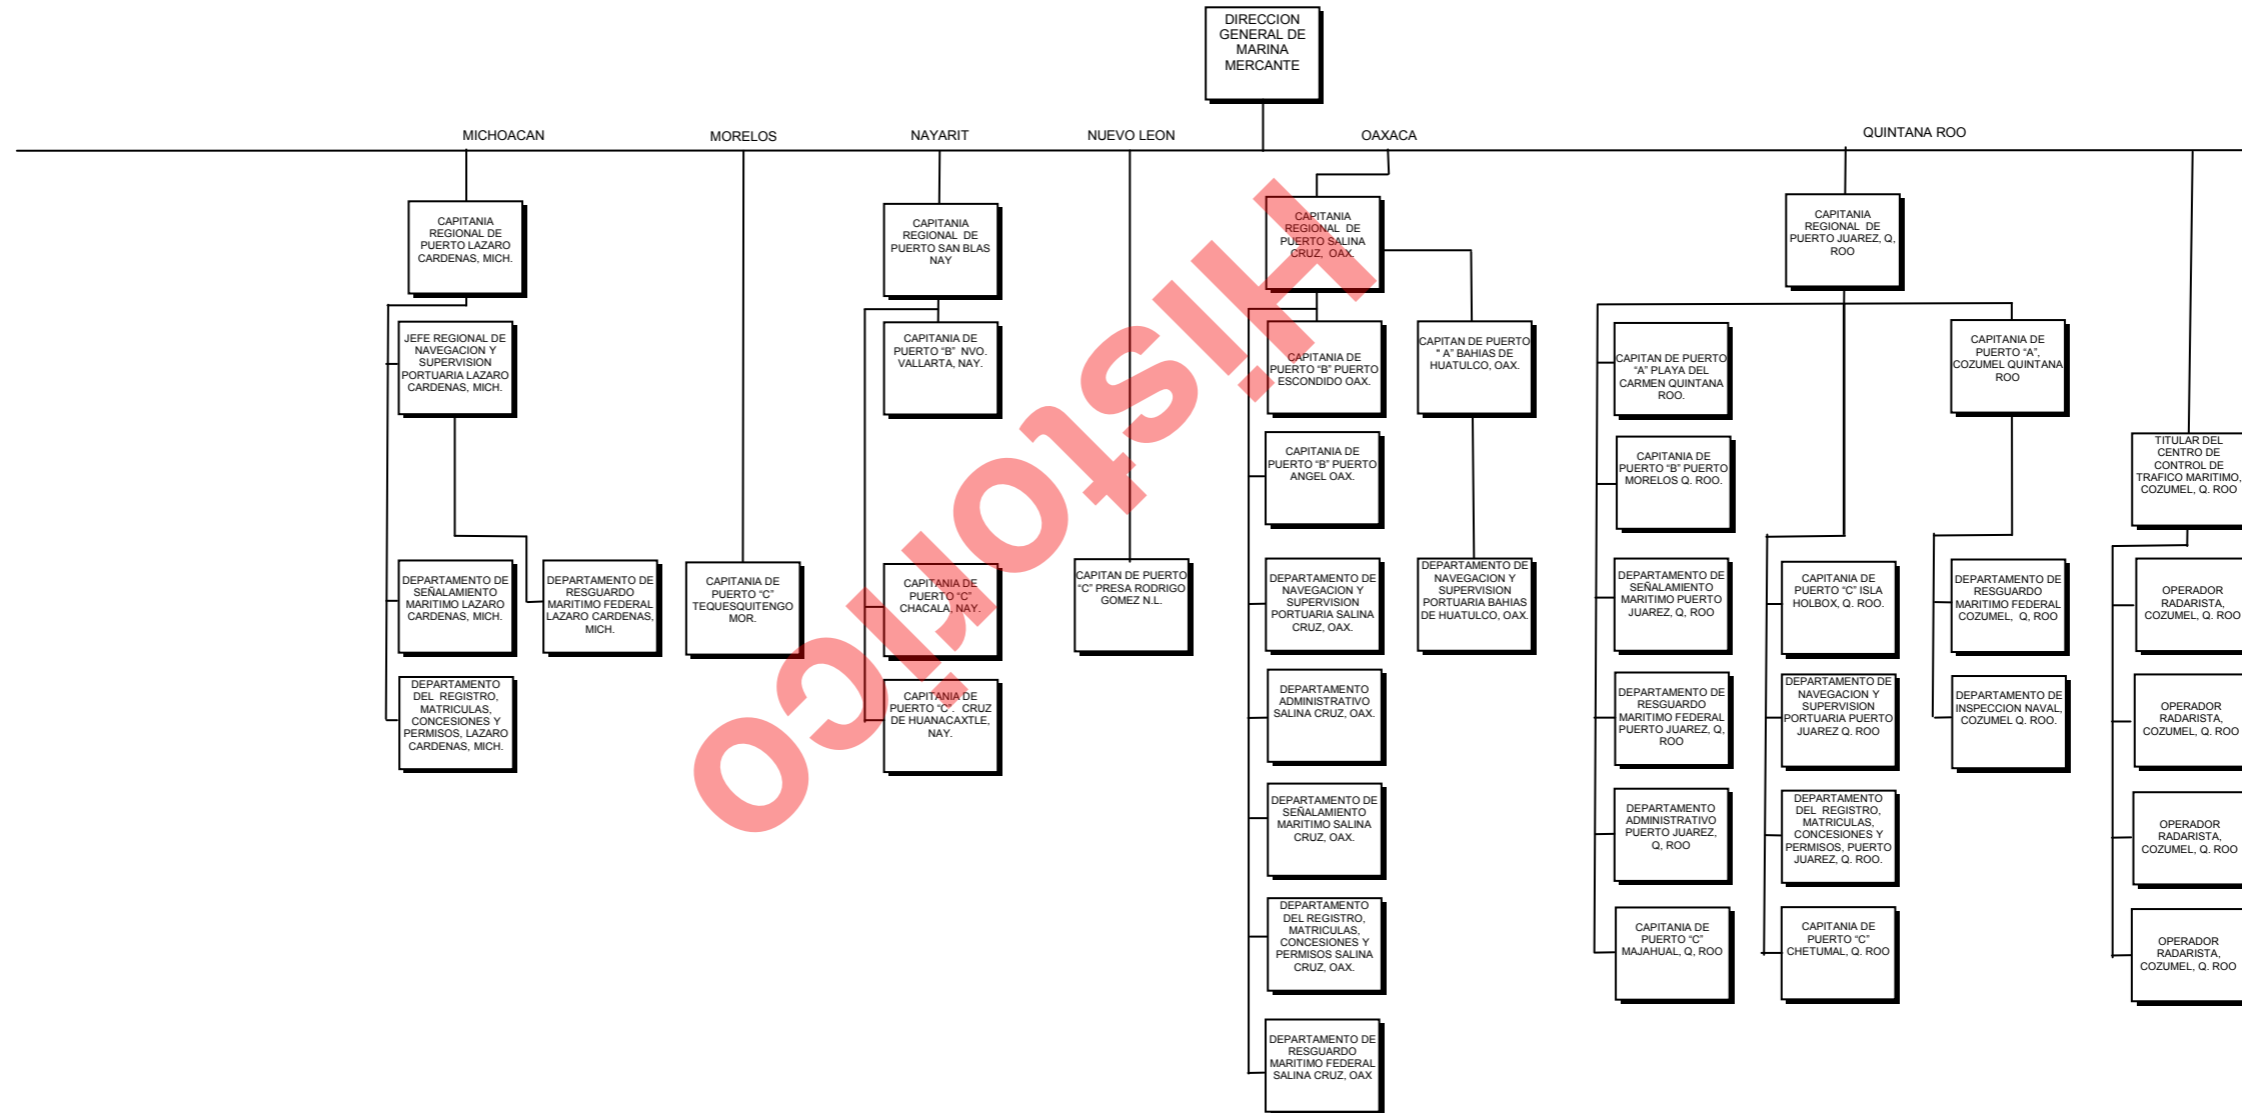 DIRECCION
GENERAL DE
MARINA
MERCANTE
MICHOACAN
MORELOS
NAYARIT
NUEVO LEON
OAXACA
QUINTANA ROO
CAPITANIA
REGIONAL DE
PUERTO LAZARO
CARDENAS, MICH.
JEFE REGIONAL DE
NAVEGACION Y
SUPERVISION
PORTUARIA LAZARO
CARDENAS, MICH.
DEPARTAMENTO DE
SEÑALAMIENTO
MARITIMO LAZARO
CARDENAS, MICH.
DEPARTAMENTO DE
RESGUARDO
MARITIMO FEDERAL
LAZARO CARDENAS,
MICH.
DEPARTAMENTO
DEL REGISTRO,
MATRICULAS,
CONCESIONES Y
PERMISOS, LAZARO
CARDENAS, MICH.
CAPITANIA DE
PUERTO “C”
TEQUESQUITENGO
MOR.
CAPITANIA
REGIONAL DE
PUERTO SAN BLAS
NAY
CAPITANIA DE
PUERTO “B” NVO.
VALLARTA, NAY.
CAPITANIA DE
PUERTO “C”
CHACALA, NAY.
CAPITANIA DE
PUERTO “C”. CRUZ
DE HUANACAXTLE,
NAY.
CAPITAN DE PUERTO
“C” PRESA RODRIGO
GOMEZ N.L.
CAPITANIA
REGIONAL DE
PUERTO SALINA
CRUZ, OAX.
CAPITANIA DE
PUERTO “B” PUERTO
ESCONDIDO OAX.
CAPITAN DE PUERTO
" A” BAHIAS DE
HUATULCO, OAX.
CAPITANIA DE
PUERTO “B” PUERTO
ANGEL OAX.
DEPARTAMENTO DE
NAVEGACION Y
SUPERVISION
PORTUARIA SALINA
CRUZ, OAX.
DEPARTAMENTO DE
NAVEGACION Y
SUPERVISION
PORTUARIA BAHIAS
DE HUATULCO, OAX.
DEPARTAMENTO
ADMINISTRATIVO
SALINA CRUZ, OAX.
DEPARTAMENTO DE
SEÑALAMIENTO
MARITIMO SALINA
CRUZ, OAX.
DEPARTAMENTO
DEL REGISTRO,
MATRICULAS,
CONCESIONES Y
PERMISOS SALINA
CRUZ, OAX.
DEPARTAMENTO DE
RESGUARDO
MARITIMO FEDERAL
SALINA CRUZ, OAX
CAPITANIA
REGIONAL DE
PUERTO JUAREZ, Q,
ROO
CAPITAN DE PUERTO
“A” PLAYA DEL
CARMEN QUINTANA
ROO.
CAPITANIA DE
PUERTO “B” PUERTO
MORELOS Q. ROO.
DEPARTAMENTO DE
SEÑALAMIENTO
MARITIMO PUERTO
JUAREZ, Q, ROO
DEPARTAMENTO DE
RESGUARDO
MARITIMO FEDERAL
PUERTO JUAREZ, Q,
ROO
DEPARTAMENTO
ADMINISTRATIVO
PUERTO JUAREZ,
Q, ROO
CAPITANIA DE
PUERTO “C”
MAJAHUAL, Q, ROO
CAPITANIA DE
PUERTO “C” ISLA
HOLBOX, Q. ROO.
DEPARTAMENTO DE
NAVEGACION Y
SUPERVISION
PORTUARIA PUERTO
JUAREZ Q. ROO
DEPARTAMENTO
DEL REGISTRO,
MATRICULAS,
CONCESIONES Y
PERMISOS, PUERTO
JUAREZ, Q. ROO.
CAPITANIA DE
PUERTO “C”
CHETUMAL, Q. ROO
CAPITANIA DE
PUERTO “A”,
COZUMEL QUINTANA
ROO
DEPARTAMENTO DE
RESGUARDO
MARITIMO FEDERAL
COZUMEL, Q, ROO
DEPARTAMENTO DE
INSPECCION NAVAL,
COZUMEL Q. ROO.
TITULAR DEL
CENTRO DE
CONTROL DE
TRAFICO MARITIMO,
COZUMEL, Q. ROO
OPERADOR
RADARISTA,
COZUMEL, Q. ROO
OPERADOR
RADARISTA,
COZUMEL, Q. ROO
OPERADOR
RADARISTA,
COZUMEL, Q. ROO
OPERADOR
RADARISTA,
COZUMEL, Q. ROO
Histórico